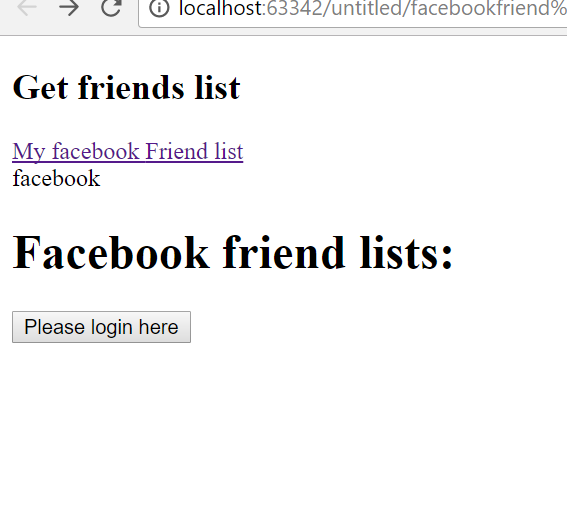 localhost:63342/untitled/facebookfriend%
Get friends list
My facebook Friend list
facebook
Facebook friend lists:
Please login here